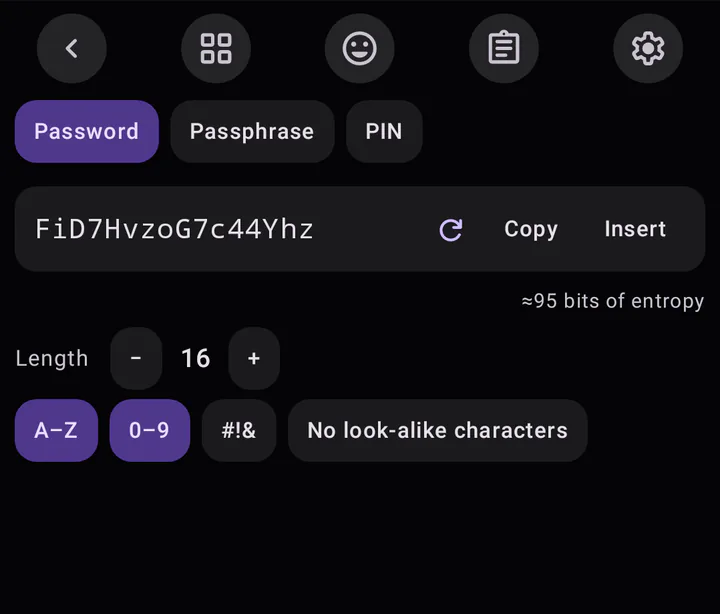 Password Passphrase PIN
FiD7HvzoG7c44Yhz Copy Insert
≈95 bits of entropy
Length − 16 +
A–Z 0–9 #!& No look-alike characters